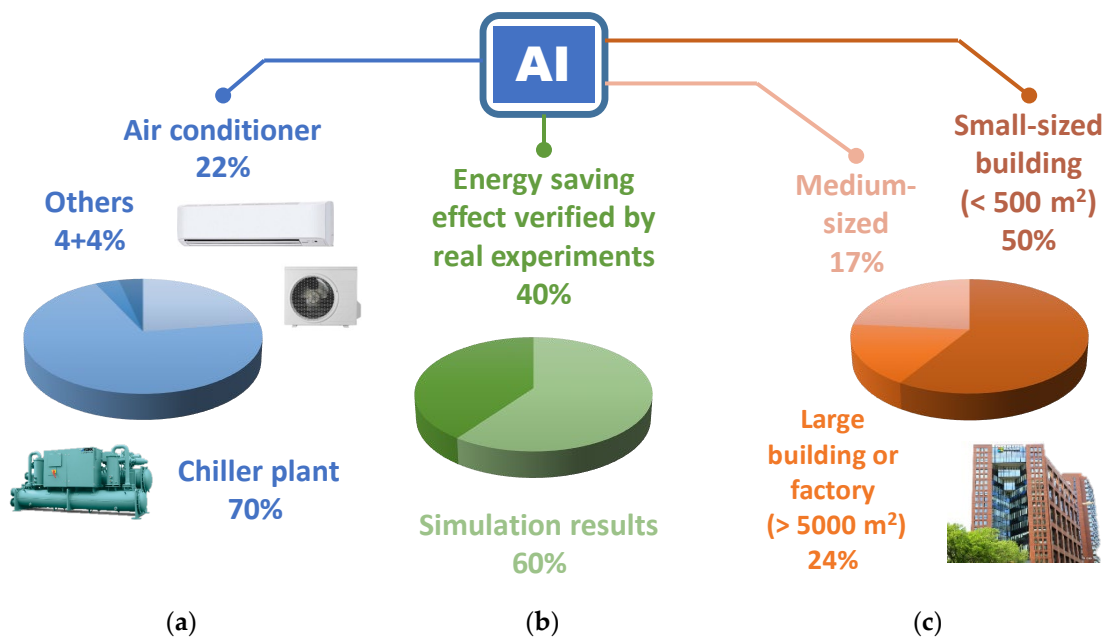 AI
Air conditioner
22%
Others
4+4%
Chiller plant
70%
Energy saving
effect verified by
real experiments
40%
Simulation results
60%
Medium-
sized
17%
Small-sized
building
(< 500 m²)
50%
Large
building or
factory
(> 5000 m²)
24%
(a)
(b)
(c)